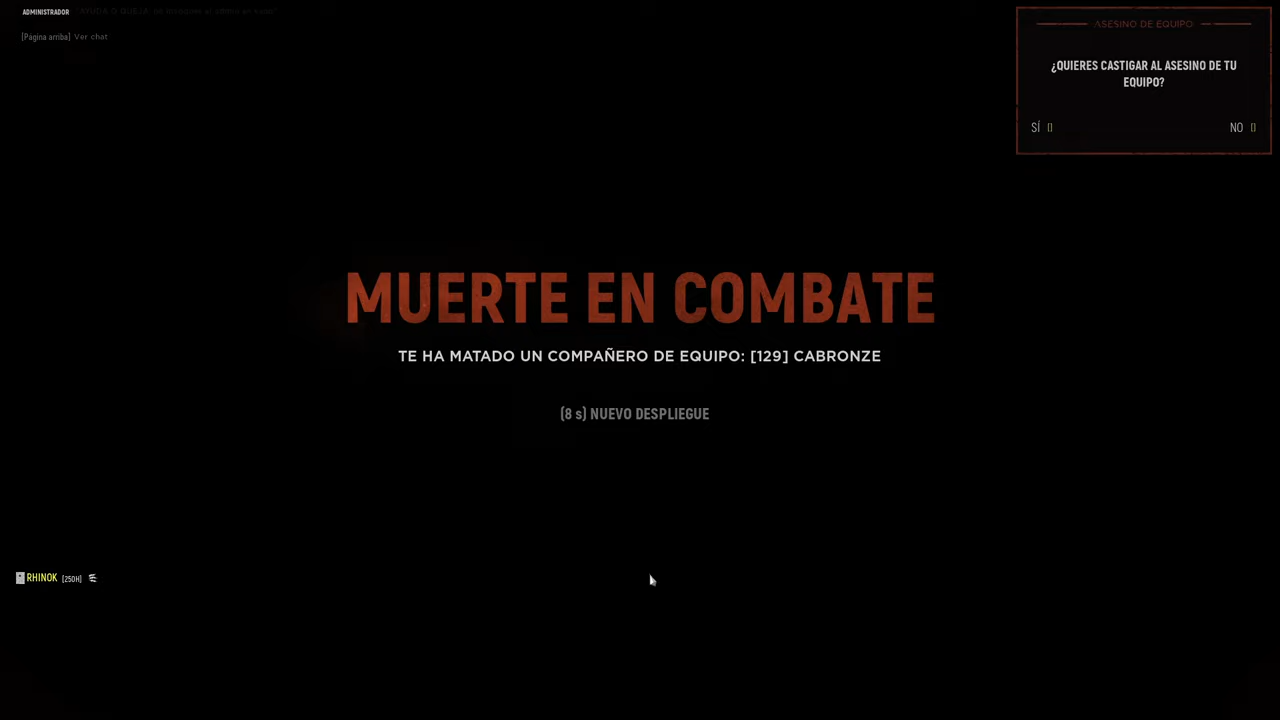 ADMINISTRADOR
[Página arriba] Ver chat
ASESINO DE EQUIPO
¿QUIERES CASTIGAR AL ASESINO DE TU
EQUIPO?
SÍ [] NO []
MUERTE EN COMBATE
TE HA MATADO UN COMPAÑERO DE EQUIPO: [129] CABRONZE
(8 s) NUEVO DESPLIEGUE
RHINOK [250H]